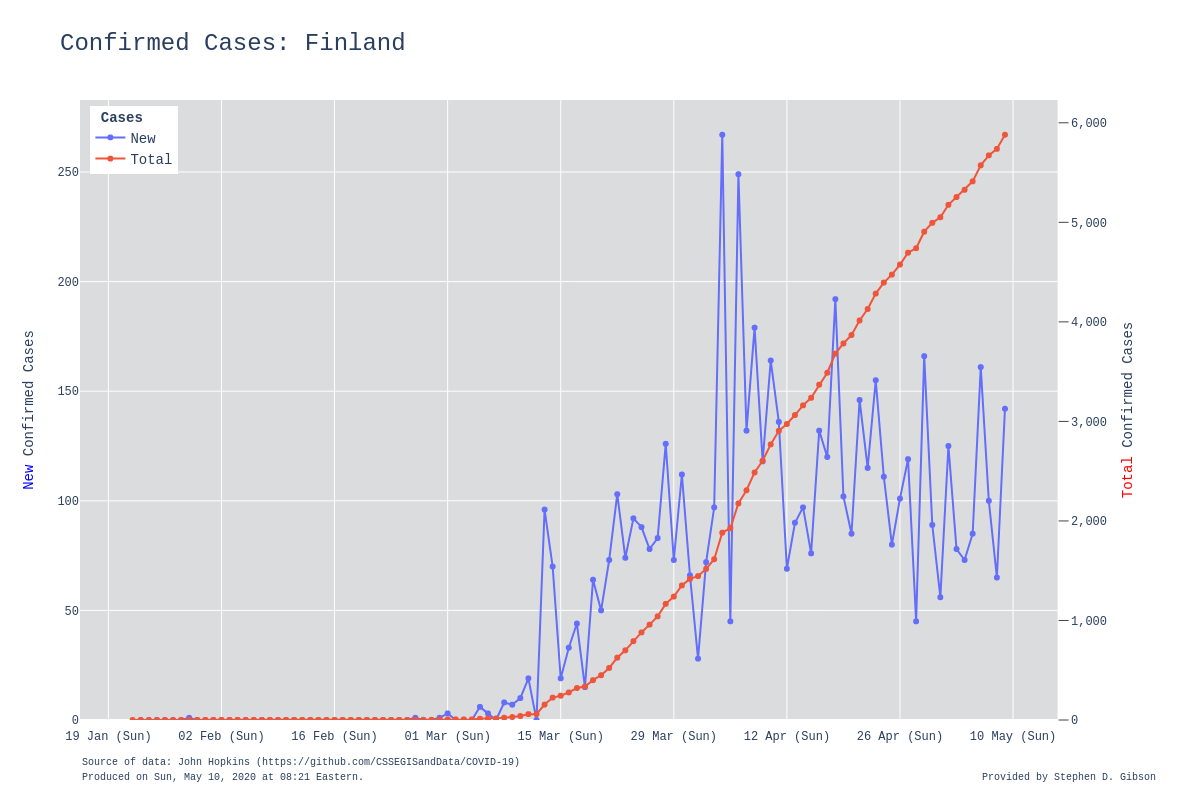 Confirmed Cases: Finland
Cases
New
Total
250
200
150
100
50
0
6,000
5,000
4,000
3,000
2,000
1,000
0
New Confirmed Cases
Total Confirmed Cases
19 Jan (Sun) 02 Feb (Sun) 16 Feb (Sun) 01 Mar (Sun) 15 Mar (Sun) 29 Mar (Sun) 12 Apr (Sun) 26 Apr (Sun) 10 May (Sun)
Source of data: John Hopkins (https://github.com/CSSEGISandData/COVID-19)
Produced on Sun, May 10, 2020 at 08:21 Eastern.
Provided by Stephen D. Gibson